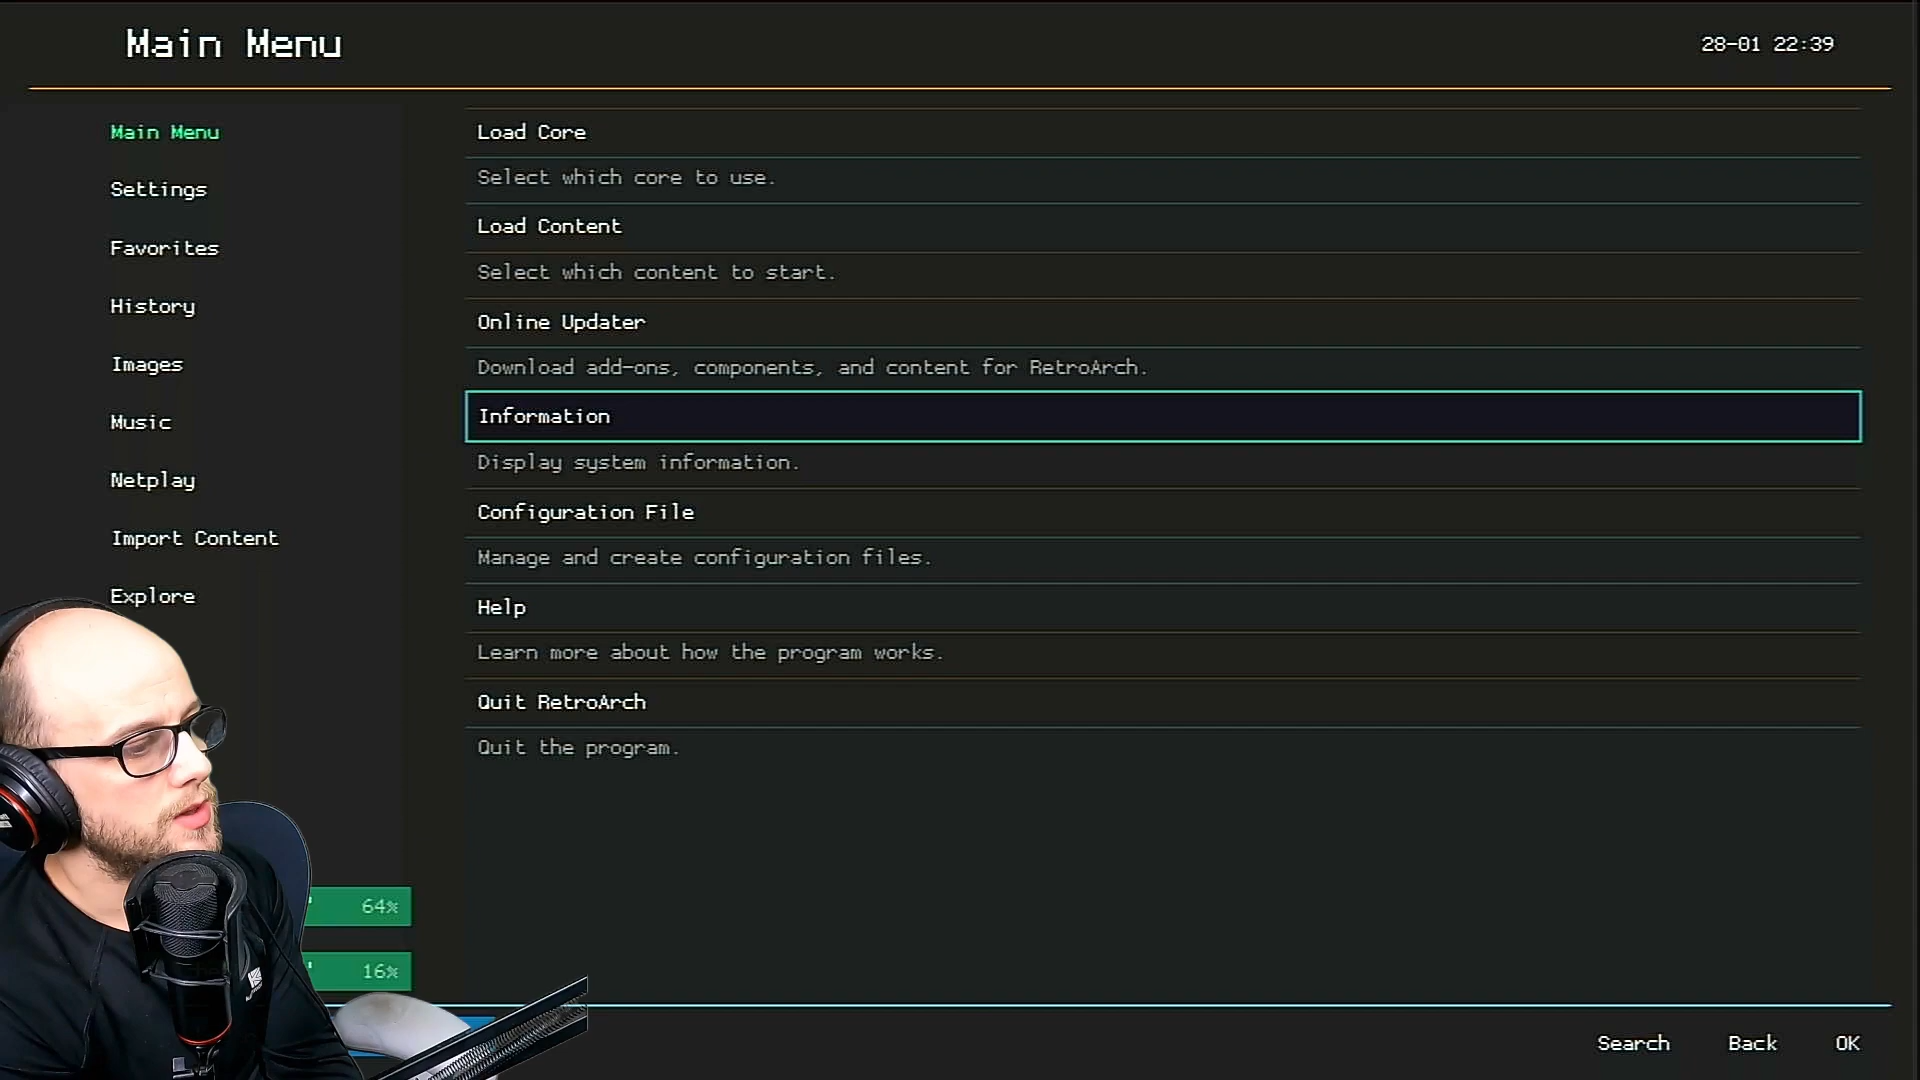 Main Menu
28-01 22:39
Main Menu
Settings
Favorites
History
Images
Music
Netplay
Import Content
Explore
Load Core
Select which core to use.
Load Content
Select which content to start.
Online Updater
Download add-ons, components, and content for RetroArch.
Information
Display system information.
Configuration File
Manage and create configuration files.
Help
Learn more about how the program works.
Quit RetroArch
Quit the program.
64%
16%
Search
Back
OK